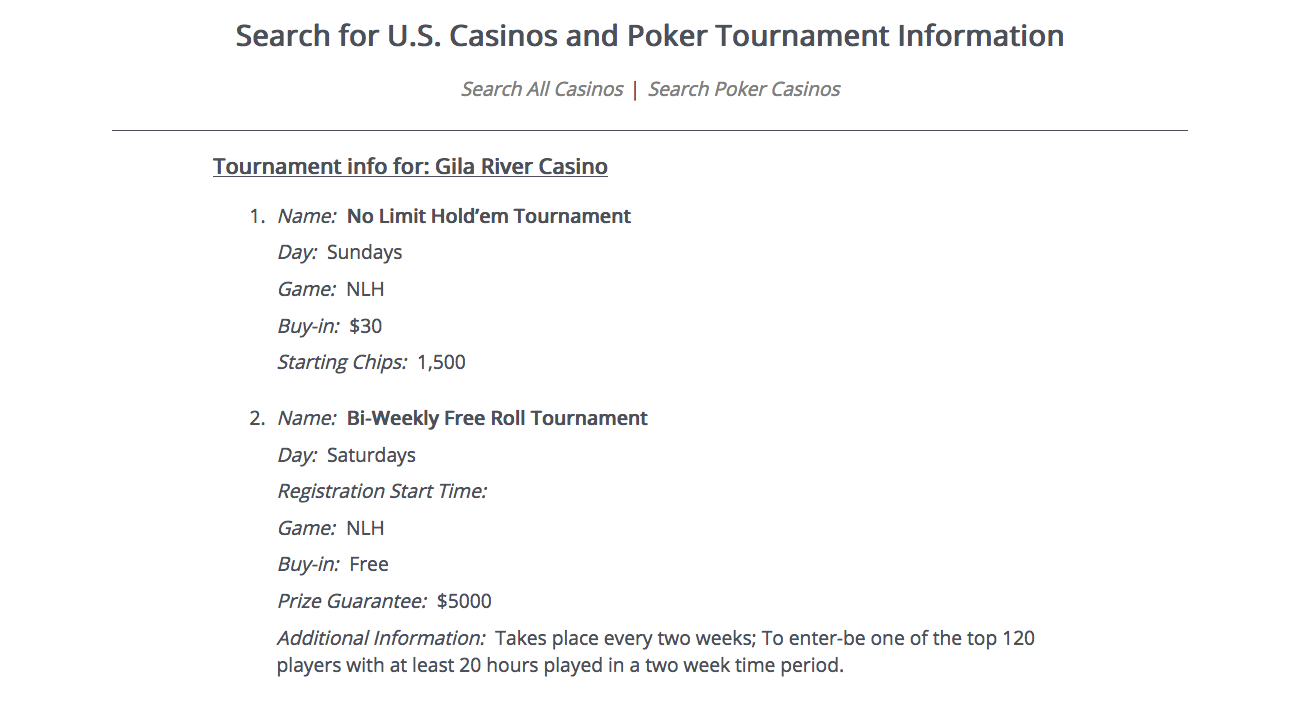 Search for U.S. Casinos and Poker Tournament Information
Search All Casinos | Search Poker Casinos
Tournament info for: Gila River Casino
1. Name: No Limit Hold’em Tournament
Day: Sundays
Game: NLH
Buy-in: $30
Starting Chips: 1,500
2. Name: Bi-Weekly Free Roll Tournament
Day: Saturdays
Registration Start Time:
Game: NLH
Buy-in: Free
Prize Guarantee: $5000
Additional Information: Takes place every two weeks; To enter-be one of the top 120
players with at least 20 hours played in a two week time period.